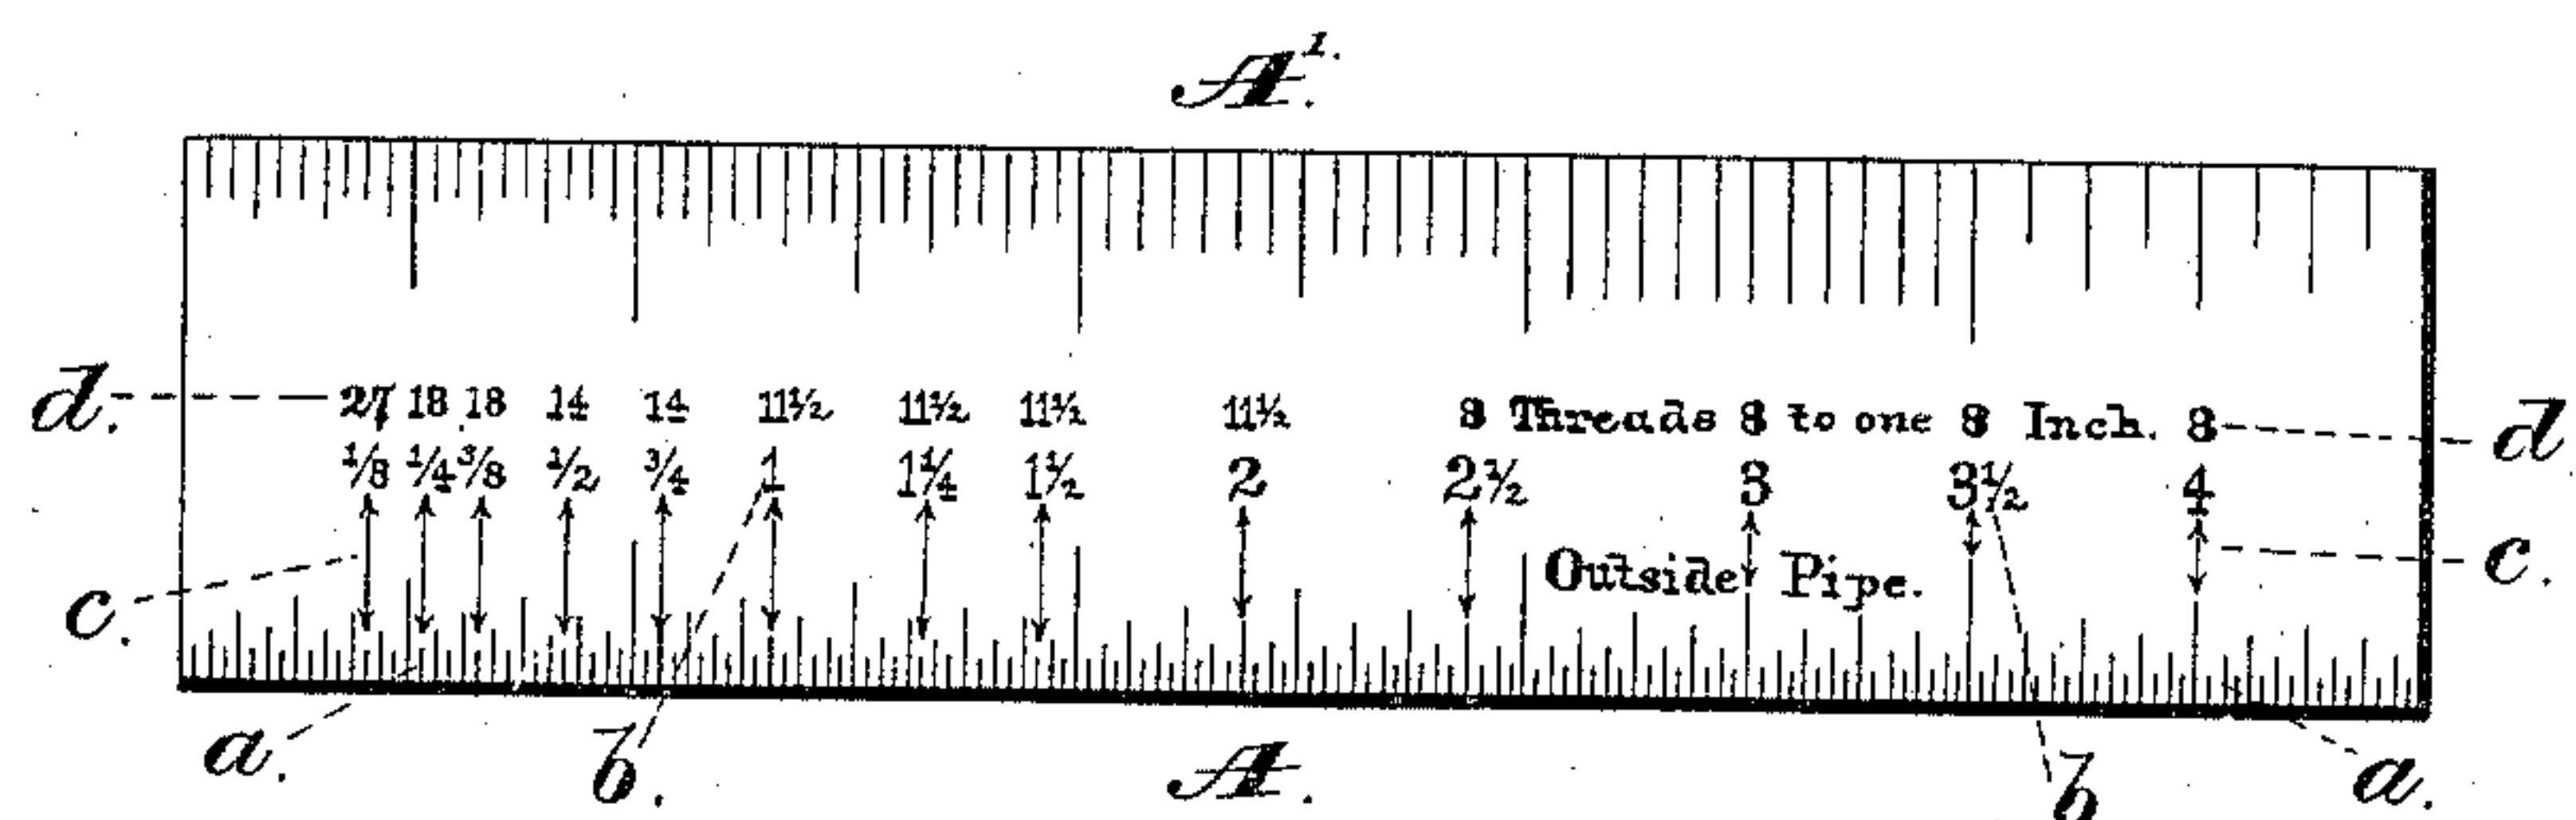 A¹.
d. 27 18 18 14 14 11½ 11½ 11½ 11½ 8 Threads 8 to one 8 Inch. 8 d
⅛ ¼ ⅜ ½ ¾ 1 1¼ 1½ 2 2½ 3 3½ 4
c. Outside Pipe. c.
a. b. A. b a.